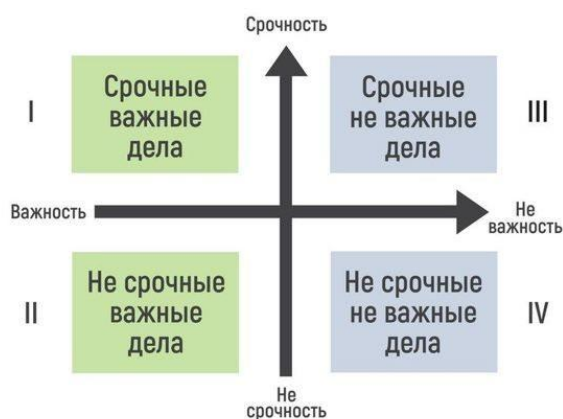 Срочность
I
Срочные
важные
дела
Срочные
не важные
дела
III
Важность
Не
важность
II
Не срочные
важные
дела
Не срочные
не важные
дела
IV
Не
срочность